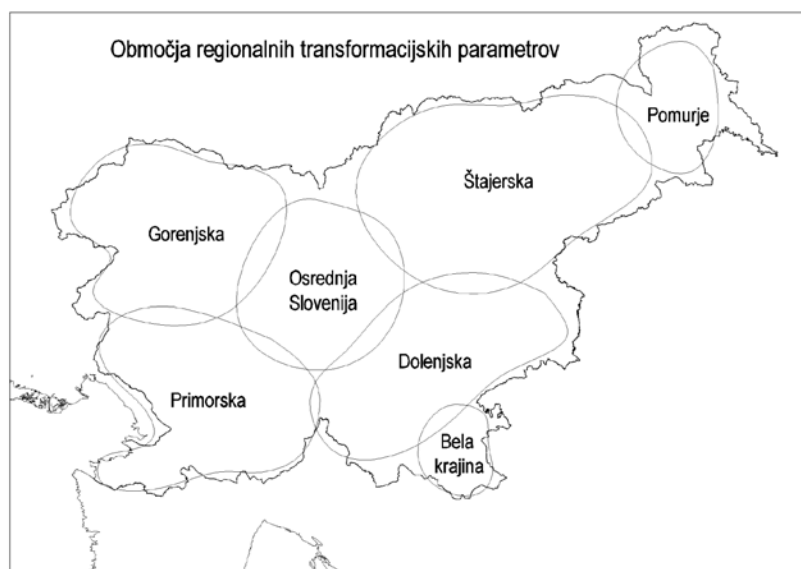 Območja regionalnih transformacijskih parametrov
Pomurje
Štajerska
Gorenjska
Osrednja
Slovenija
Dolenjska
Primorska
Bela
krajina